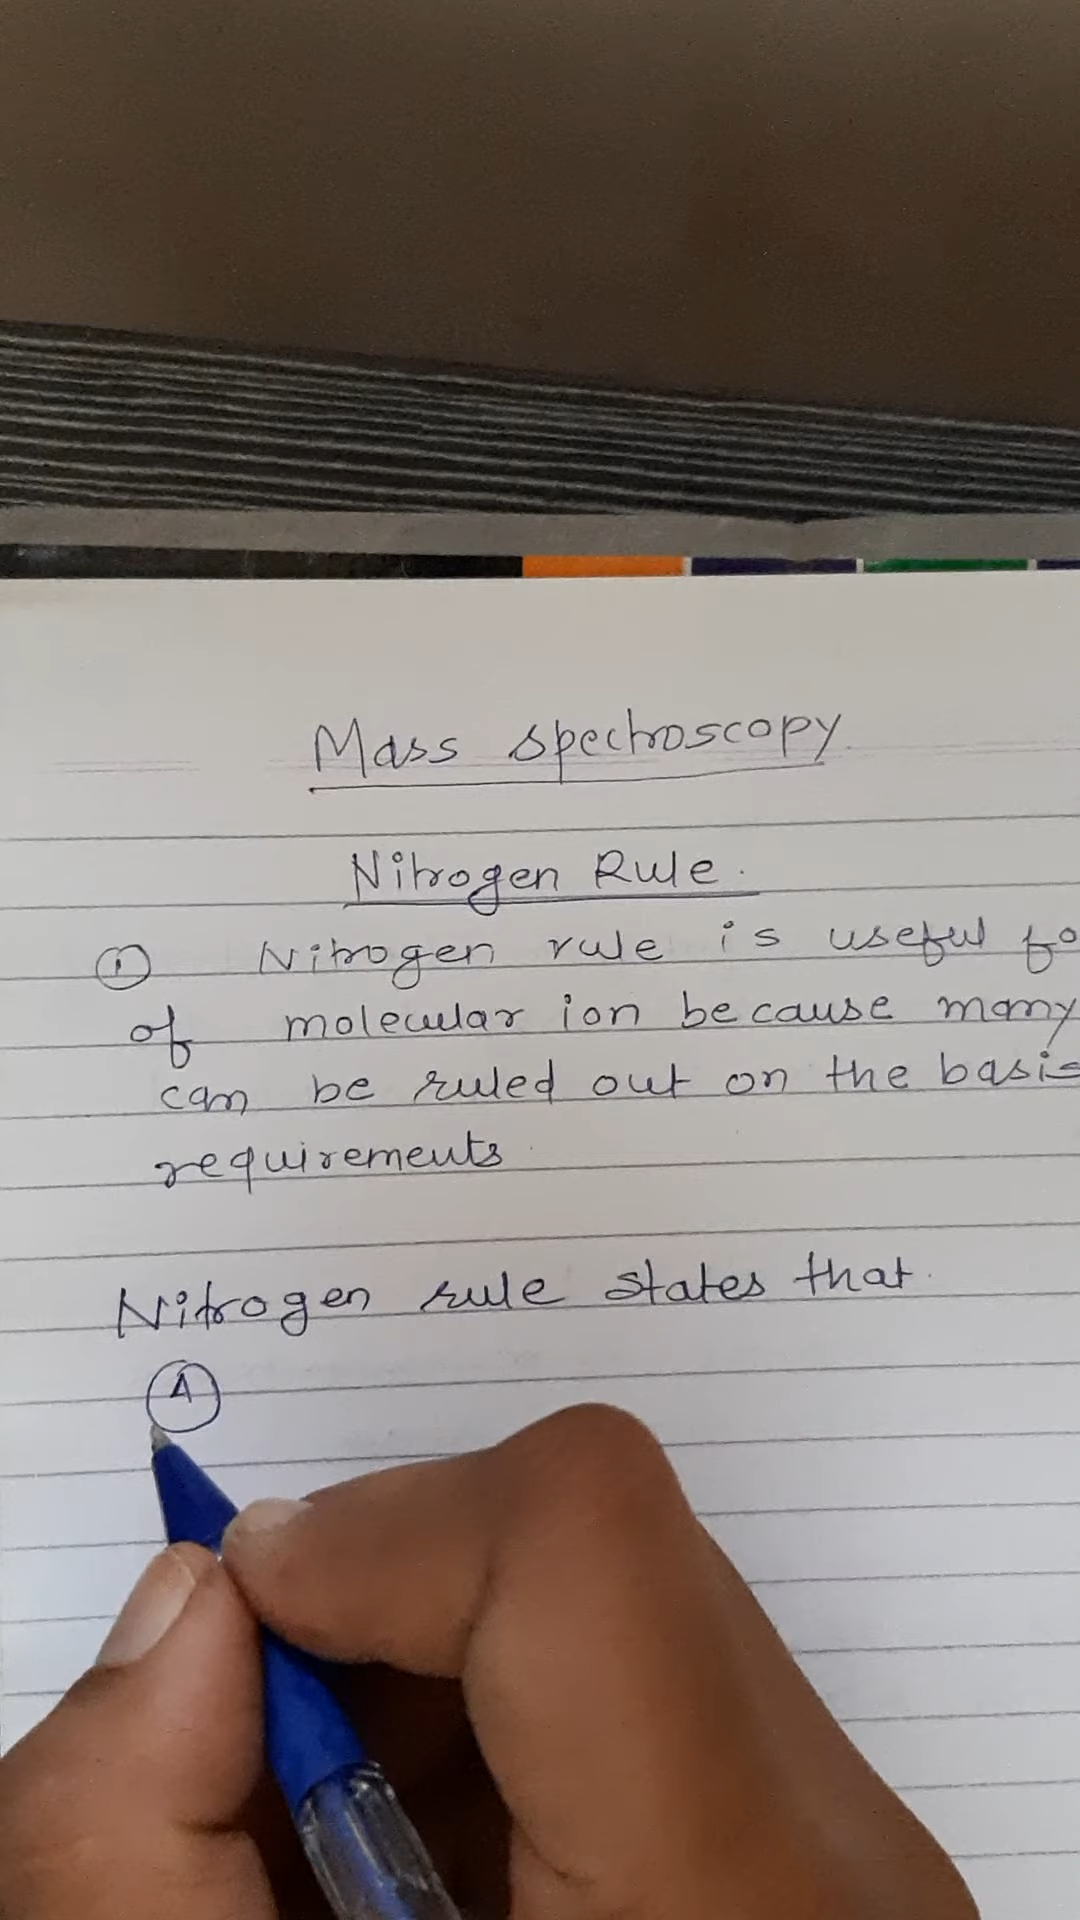 Mass spectroscopy
Nitrogen Rule.
① Nitrogen rule is useful fo
of molecular ion because many
can be ruled out on the basis
requirements
Nitrogen rule states that.
Ⓐ